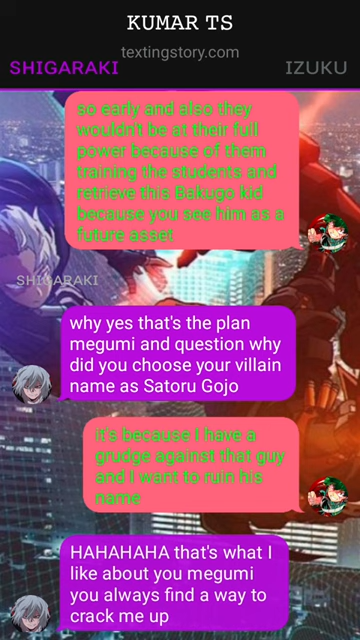 KUMAR TS
textingstory.com
SHIGARAKI
IZUKU
so early and also they
wouldn't be at their full
power because of them
training the students and
retrieve this Bakugo kid
because you see him as a
future asset
SHIGARAKI
why yes that's the plan
megumi and question why
did you choose your villain
name as Satoru Gojo
it's because I have a
grudge against that guy
and I want to ruin his
name
HAHAHAHA that's what I
like about you megumi
you always find a way to
crack me up